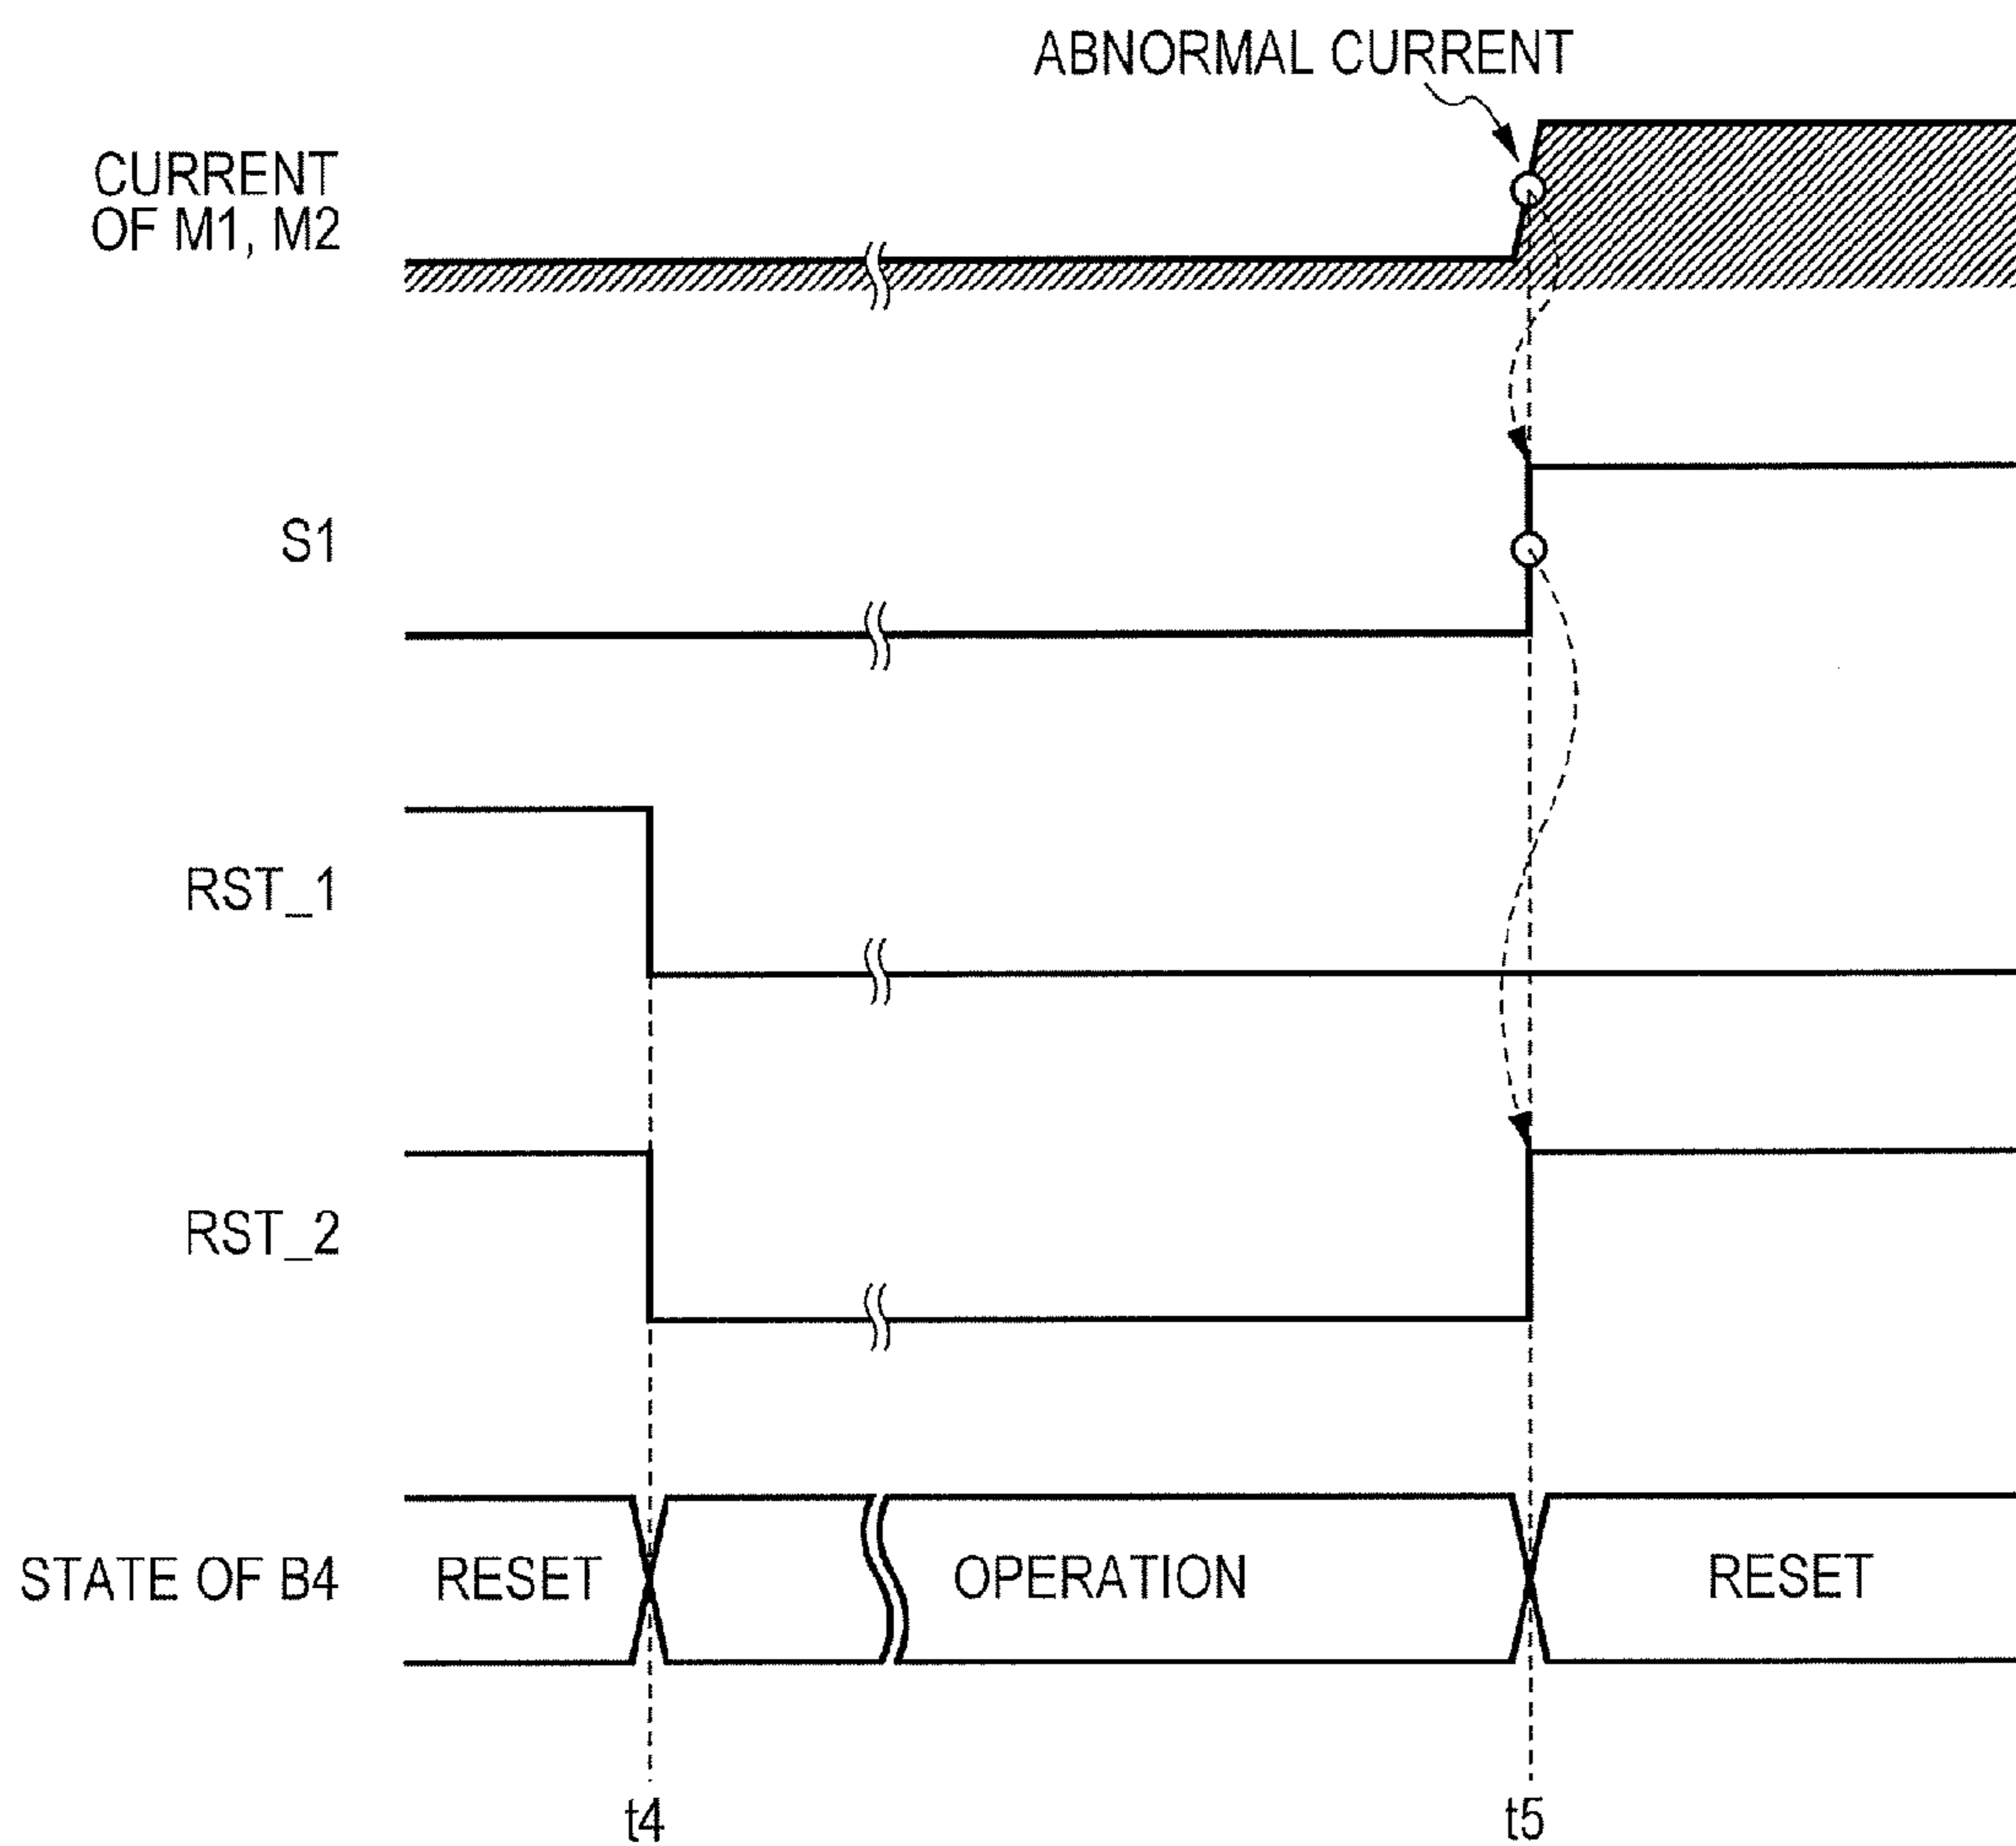 ABNORMAL CURRENT
CURRENT
OF M1, M2
S1
RST_1
RST_2
STATE OF B4
RESET
OPERATION
RESET
t4
t5